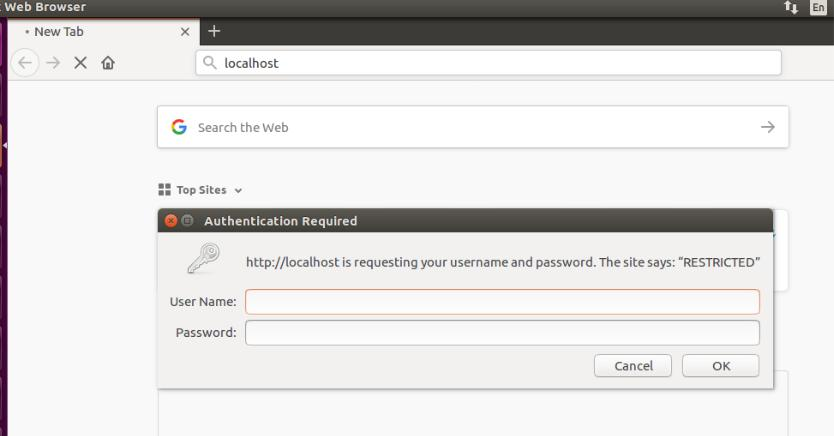 Web Browser
En
New Tab
localhost
Search the Web
Top Sites
Authentication Required
http://localhost is requesting your username and password. The site says: “RESTRICTED”
User Name:
Password:
Cancel
OK